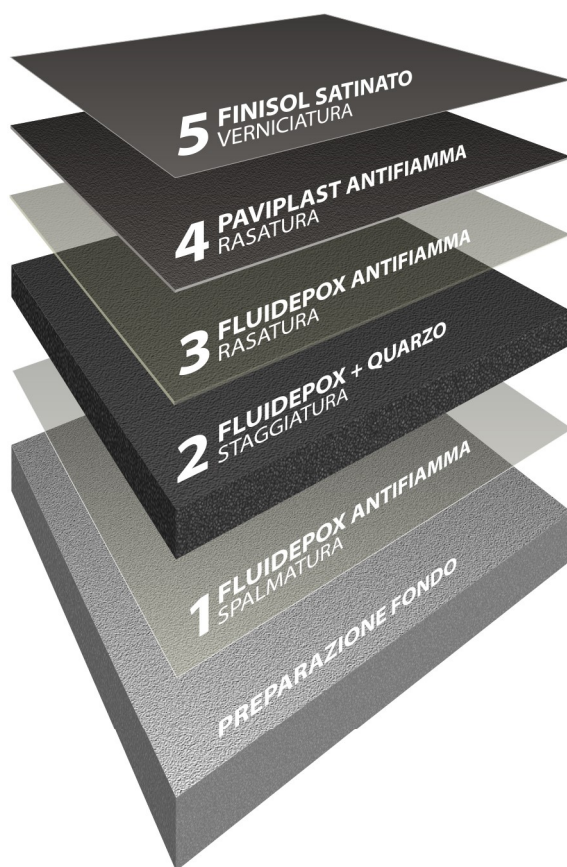 5 FINISOL SATINATO
VERNICIATURA
4 PAVIPLAST ANTIFIAMMA
RASATURA
3 FLUIDEPOX ANTIFIAMMA
RASATURA
2 FLUIDEPOX + QUARZO
STAGGIATURA
1 FLUIDEPOX ANTIFIAMMA
SPALMATURA
PREPARAZIONE FONDO